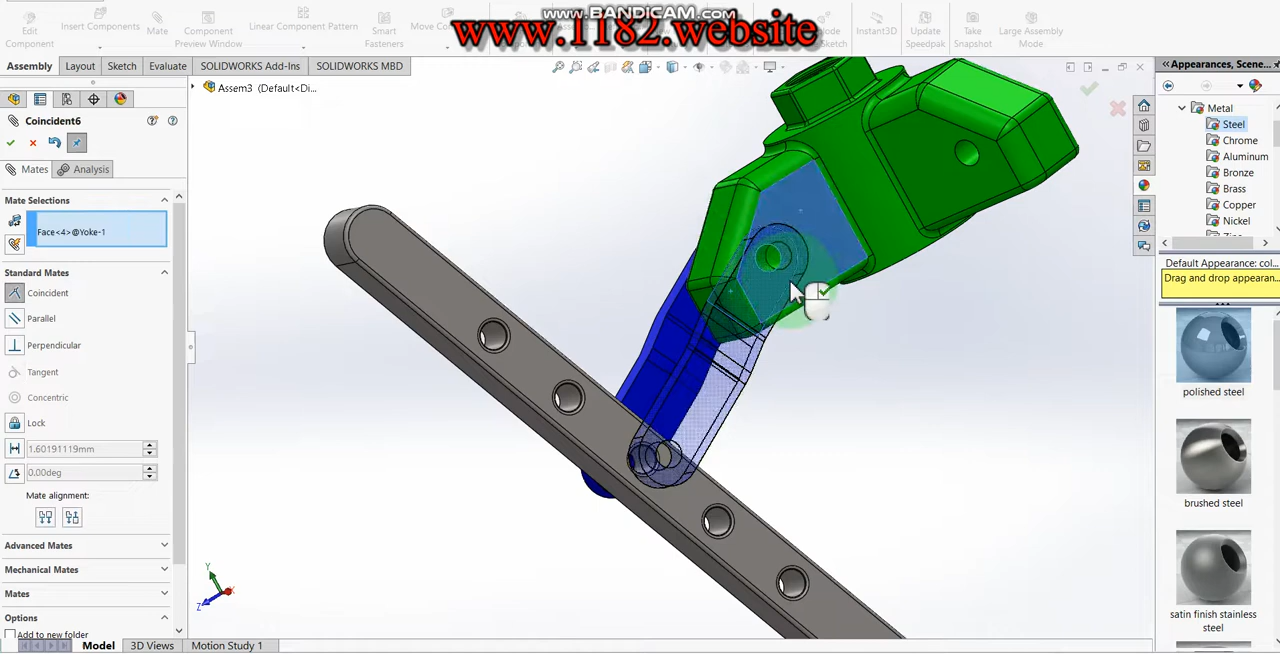 www.BANDICAM.com
www.1182.website
Edit Component
Insert Components
Mate
Component Preview Window
Linear Component Pattern
Smart Fasteners
Move Co
Instant3D
Update Speedpak
Take Snapshot
Large Assembly Mode
Assembly
Layout
Sketch
Evaluate
SOLIDWORKS Add-Ins
SOLIDWORKS MBD
Appearances, Scene...
Assem3 (Default<Di...
Coincident6
Mates
Analysis
Mate Selections
Face<4>@Yoke-1
Standard Mates
Coincident
Parallel
Perpendicular
Tangent
Concentric
Lock
1.60191119mm
0.00deg
Mate alignment:
Advanced Mates
Mechanical Mates
Mates
Options
Add to new folder
Model
3D Views
Motion Study 1
Y
Z
Metal
Steel
Chrome
Aluminum
Bronze
Brass
Copper
Nickel
Default Appearance: col...
Drag and drop appearan...
polished steel
brushed steel
satin finish stainless
steel